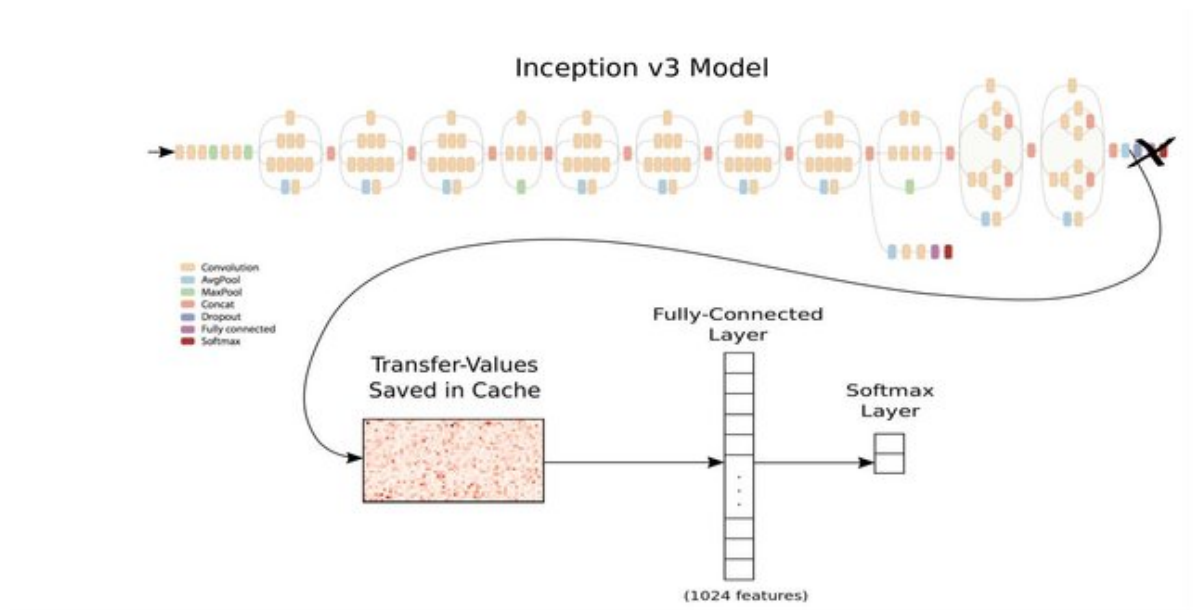 Inception v3 Model
Convolution
AvgPool
MaxPool
Concat
Dropout
Fully connected
Softmax
Transfer-Values
Saved in Cache
Fully-Connected
Layer
(1024 features)
Softmax
Layer